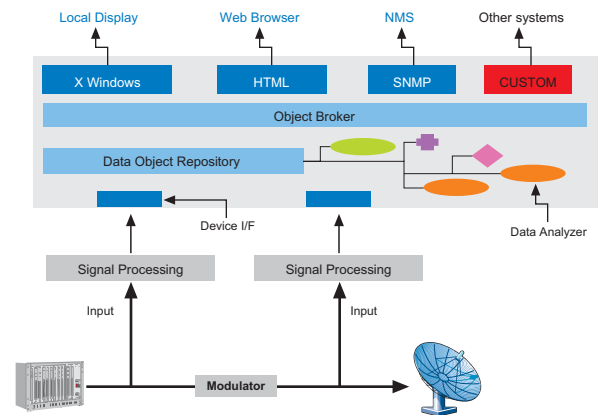 Local Display
Web Browser
NMS
Other systems
X Windows
HTML
SNMP
CUSTOM
Object Broker
Data Object Repository
Device I/F
Data Analyzer
Signal Processing
Signal Processing
Input
Input
Modulator